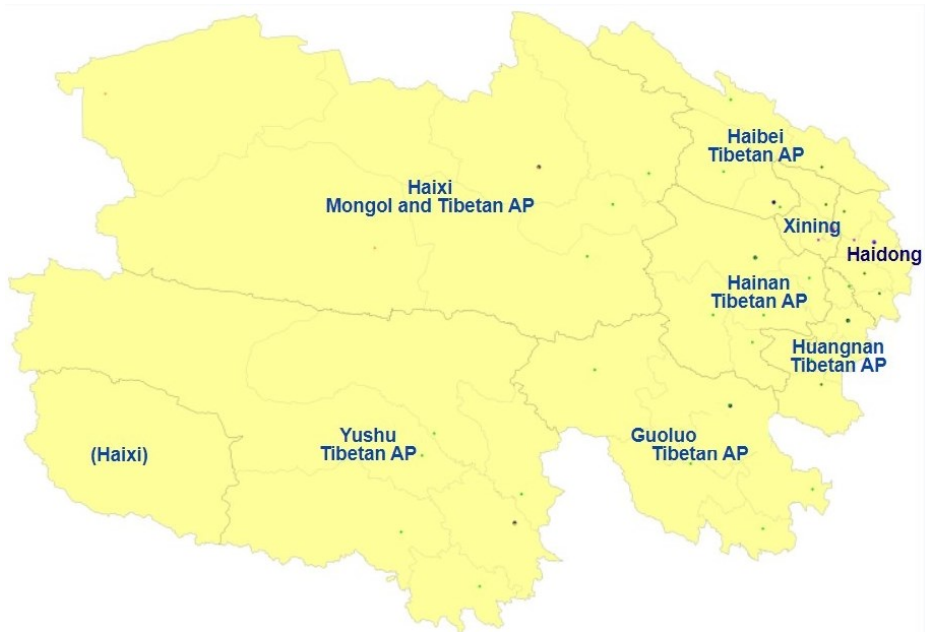 Haibei
Tibetan AP
Haixi
Mongol and Tibetan AP
Xining
Haidong
Hainan
Tibetan AP
Huangnan
Tibetan AP
Yushu
Tibetan AP
Guoluo
Tibetan AP
(Haixi)